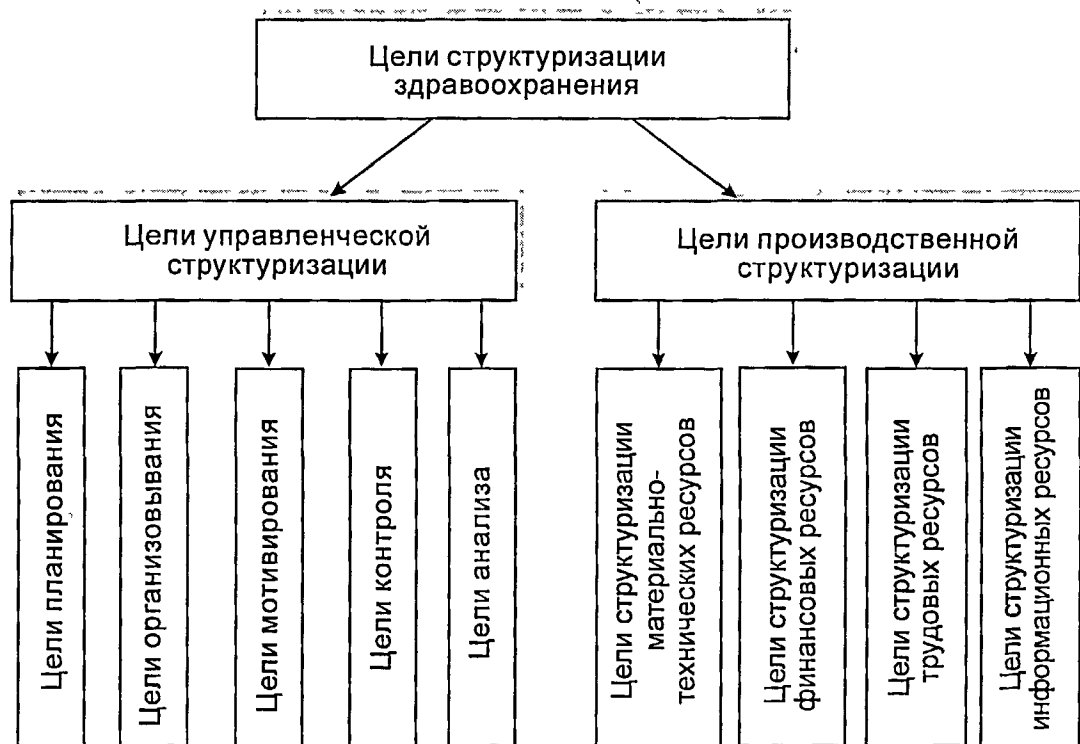 Цели структуризации
здравоохранения
Цели управленческой
структуризации
Цели производственной
структуризации
Цели планирования
Цели организовывания
Цели мотивирования
Цели контроля
Цели анализа
Цели структуризации
материально-
технических ресурсов
Цели структуризации
финансовых ресурсов
Цели структуризации
трудовых ресурсов
Цели структуризации
информационных ресурсов